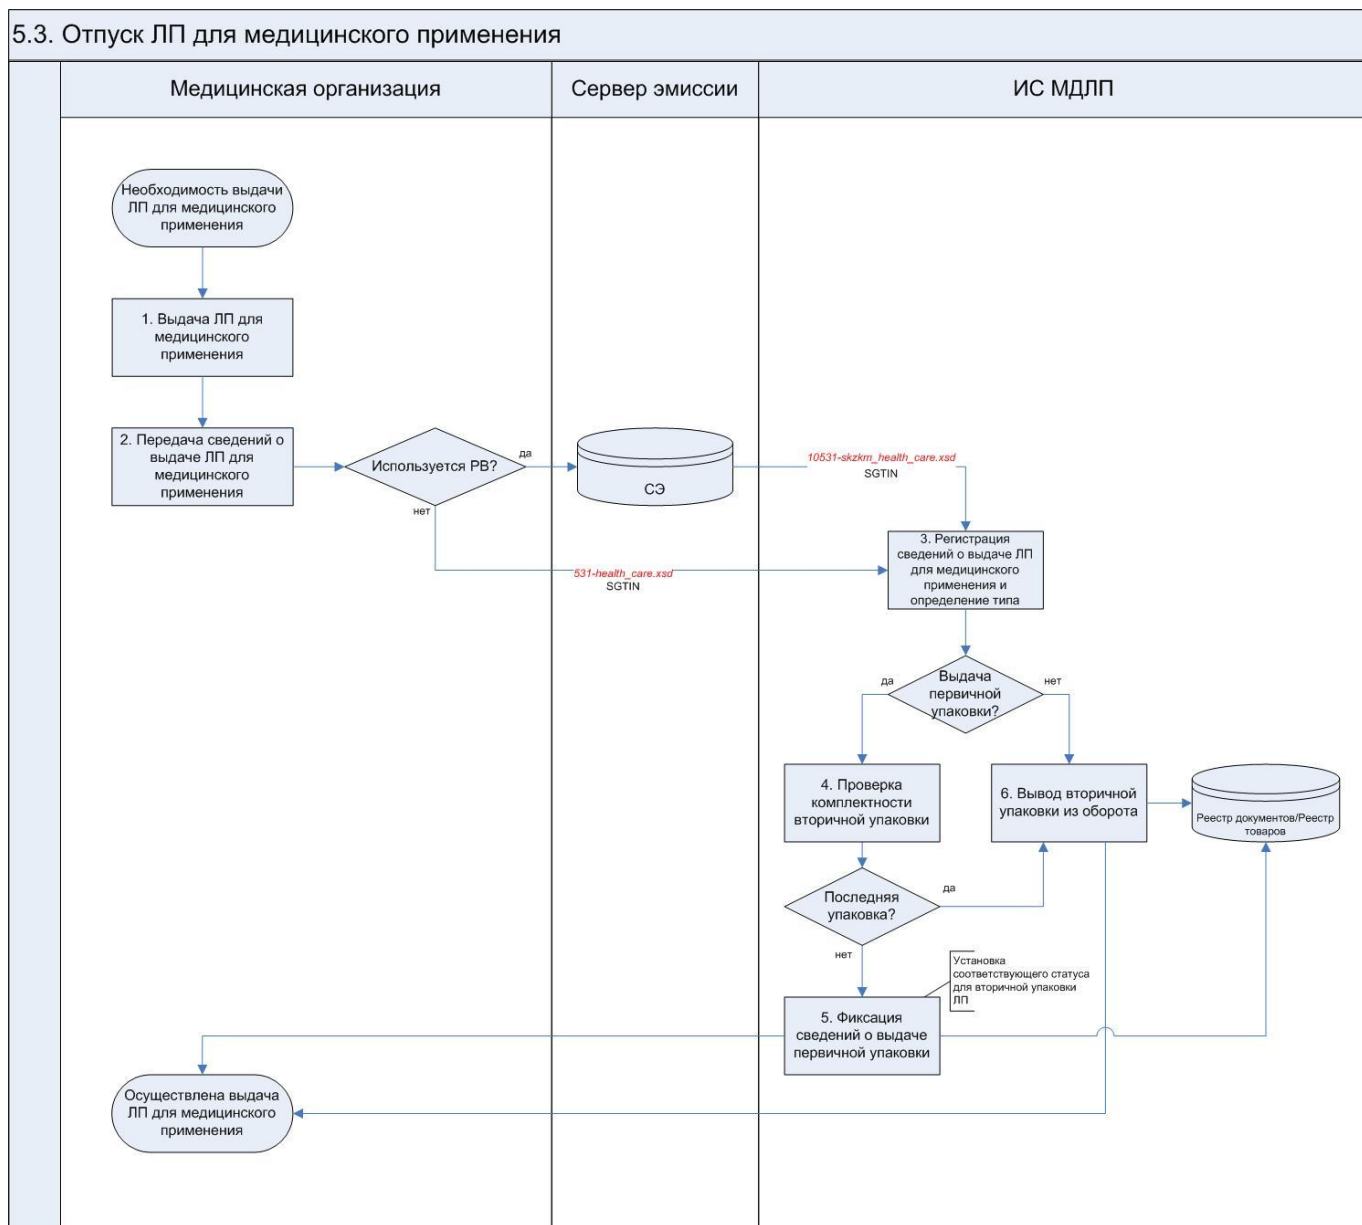 5.3. Отпуск ЛП для медицинского применения
Медицинская организация
Сервер эмиссии
ИС МДЛП
Необходимость выдачи
ЛП для медицинского
применения
1. Выдача ЛП для
медицинского
применения
2. Передача сведений о
выдаче ЛП для
медицинского
применения
Используется РВ?
да
нет
СЭ
10531-skzkm_health_care.xsd
SGTIN
531-health_care.xsd
SGTIN
3. Регистрация
сведений о выдаче ЛП
для медицинского
применения и
определение типа
Выдача
первичной
упаковки?
да
нет
4. Проверка
комплектности
вторичной упаковки
6. Вывод вторичной
упаковки из оборота
Реестр документов/Реестр
товаров
Последняя
упаковка?
да
нет
Установка
соответствующего статуса
для вторичной упаковки
ЛП
5. Фиксация
сведений о выдаче
первичной упаковки
Осуществлена выдача
ЛП для медицинского
применения